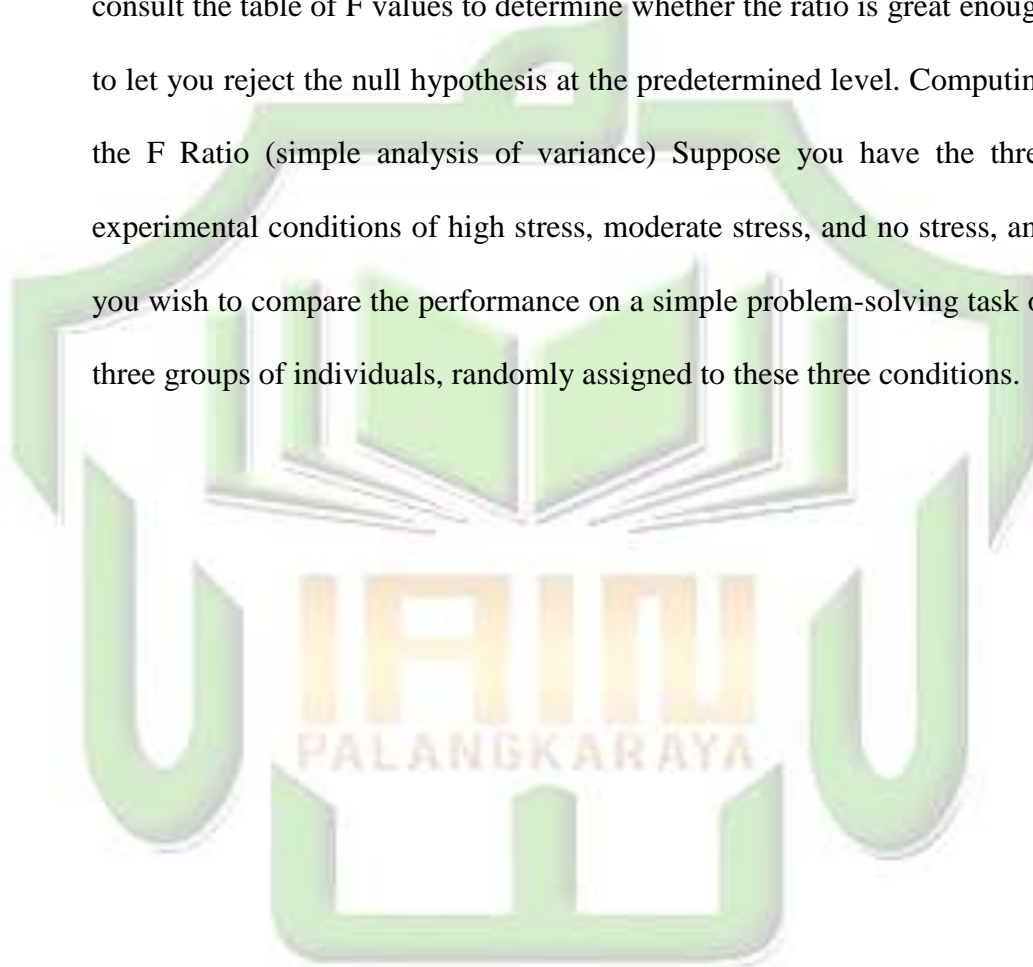 consult the table of F values to determine whether the ratio is great enoug
to let you reject the null hypothesis at the predetermined level. Computin
the F Ratio (simple analysis of variance) Suppose you have the thre
experimental conditions of high stress, moderate stress, and no stress, an
you wish to compare the performance on a simple problem-solving task o
three groups of individuals, randomly assigned to these three conditions.
IAIN
PALANGKARAYA